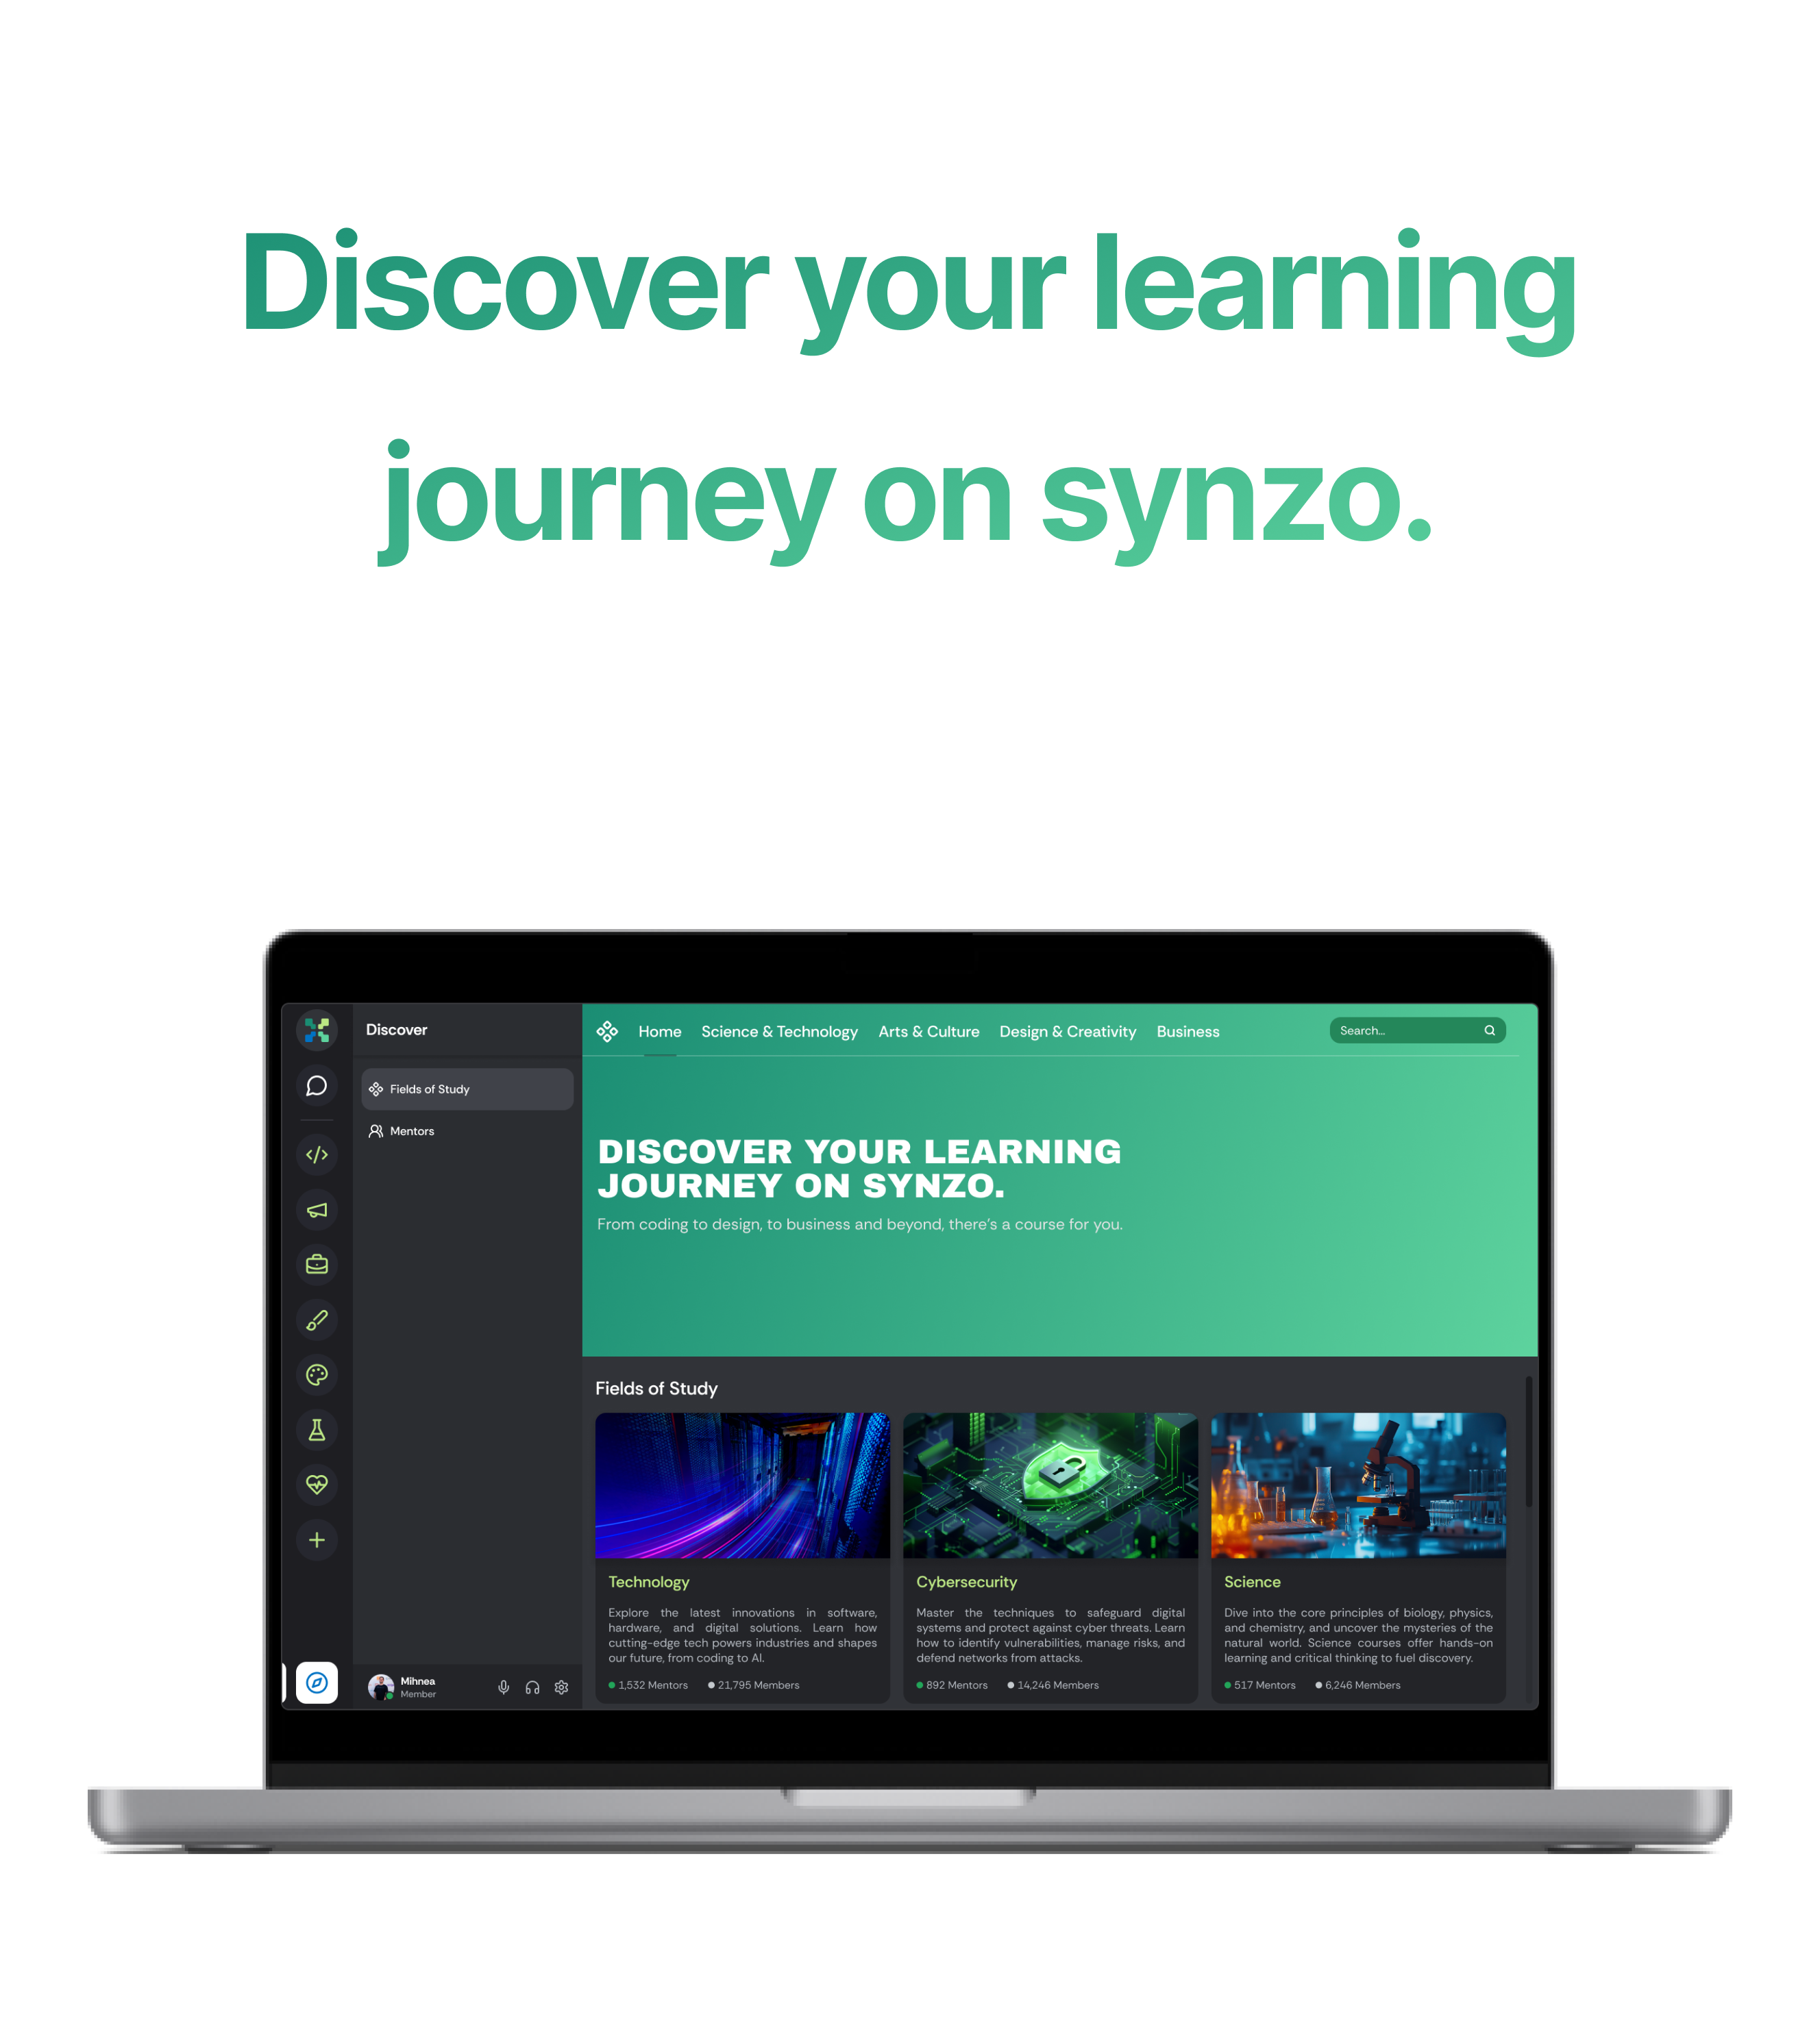 Discover your learning
journey on synzo.
Discover
Home Science & Technology Arts & Culture Design & Creativity Business
Search...
Fields of Study
Mentors
DISCOVER YOUR LEARNING
JOURNEY ON SYNZO.
From coding to design, to business and beyond, there's a course for you.
Fields of Study
Technology
Explore the latest innovations in software,
hardware, and digital solutions. Learn how
cutting-edge tech powers industries and shapes
our future, from coding to AI.
1,532 Mentors 21,795 Members
Cybersecurity
Master the techniques to safeguard digital
systems and protect against cyber threats. Learn
how to identify vulnerabilities, manage risks, and
defend networks from attacks.
892 Mentors 14,246 Members
Science
Dive into the core principles of biology, physics,
and chemistry, and uncover the mysteries of the
natural world. Science courses offer hands-on
learning and critical thinking to fuel discovery.
517 Mentors 6,246 Members
Mihnea
Member